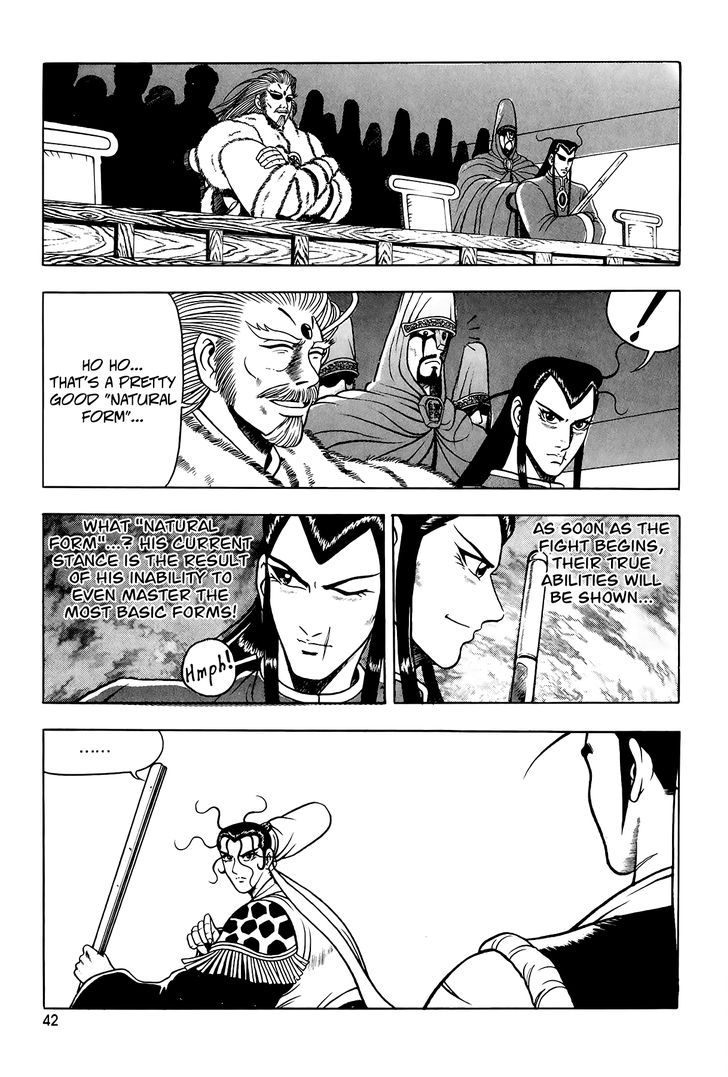 !
HO HO...
THAT'S A PRETTY
GOOD "NATURAL
FORM"...
WHAT "NATURAL
FORM"...? HIS CURRENT
STANCE IS THE RESULT
OF HIS INABILITY TO
EVEN MASTER THE
MOST BASIC FORMS!
Hmph!
AS SOON AS THE
FIGHT BEGINS,
THEIR TRUE
ABILITIES WILL
BE SHOWN...
......
42